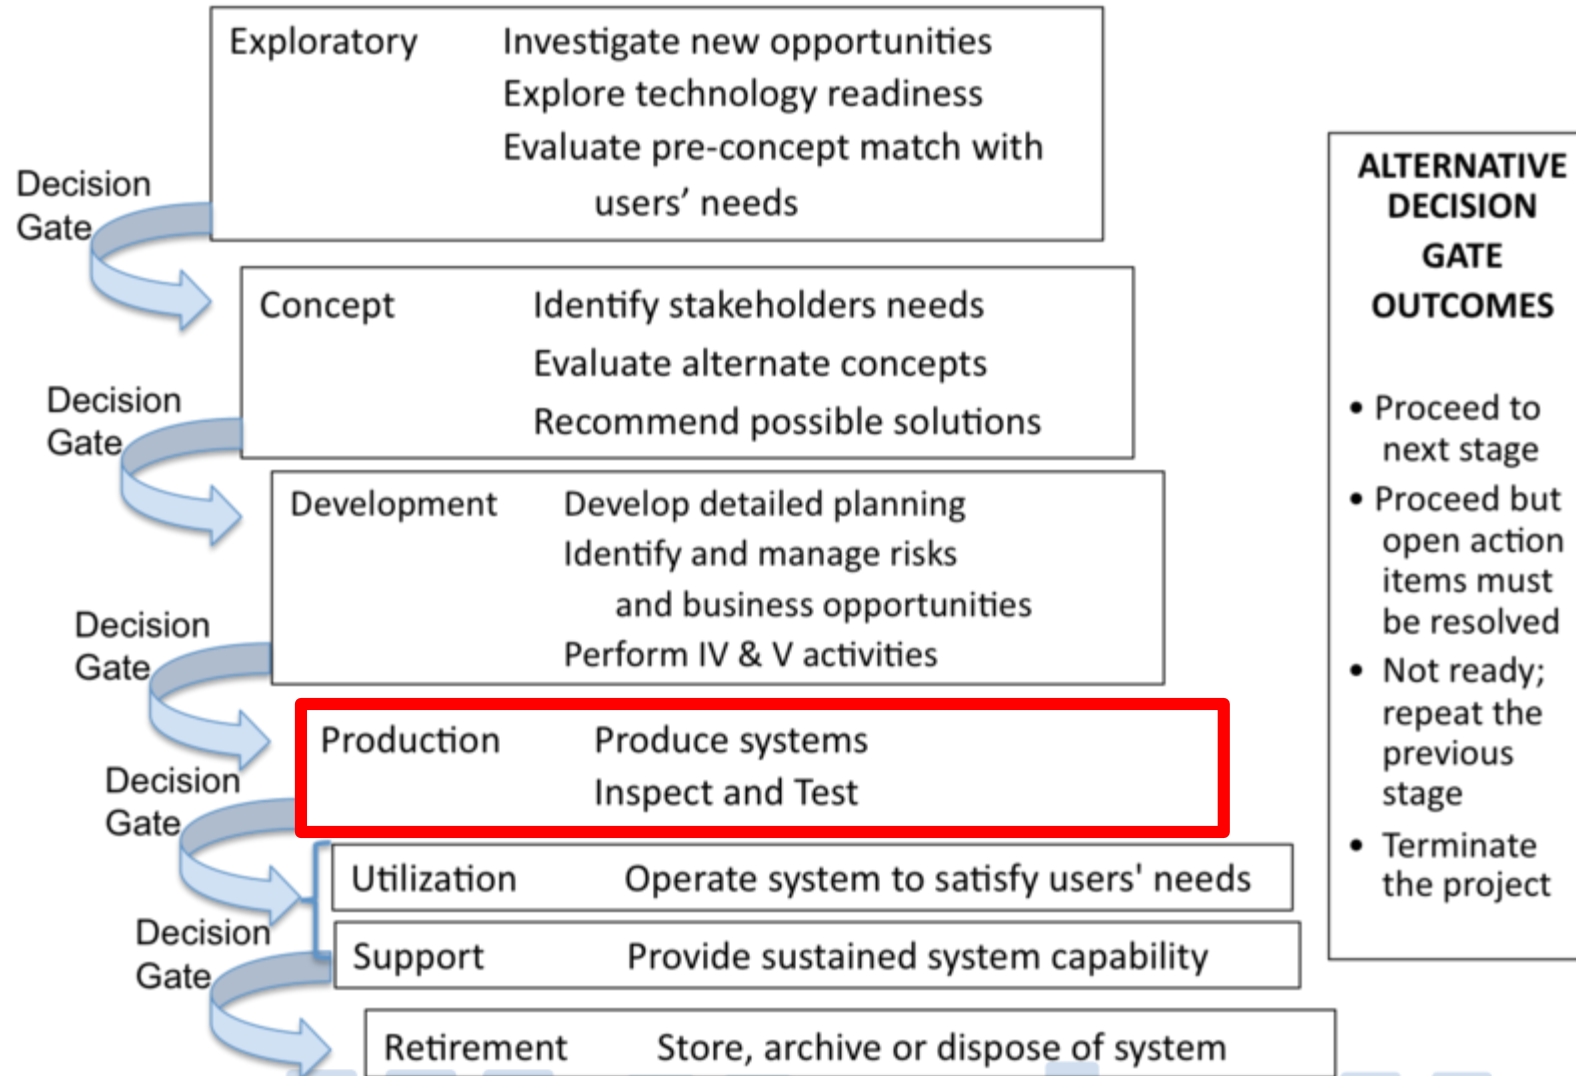 Exploratory Investigate new opportunities
Explore technology readiness
Evaluate pre-concept match with
users’ needs
Decision
Gate
Concept Identify stakeholders needs
Evaluate alternate concepts
Recommend possible solutions
Decision
Gate
Development Develop detailed planning
Identify and manage risks
and business opportunities
Perform IV & V activities
Decision
Gate
Production Produce systems
Inspect and Test
Decision
Gate
Utilization Operate system to satisfy users' needs
Support Provide sustained system capability
Decision
Gate
Retirement Store, archive or dispose of system
ALTERNATIVE
DECISION
GATE
OUTCOMES
• Proceed to
next stage
• Proceed but
open action
items must
be resolved
• Not ready;
repeat the
previous
stage
• Terminate
the project